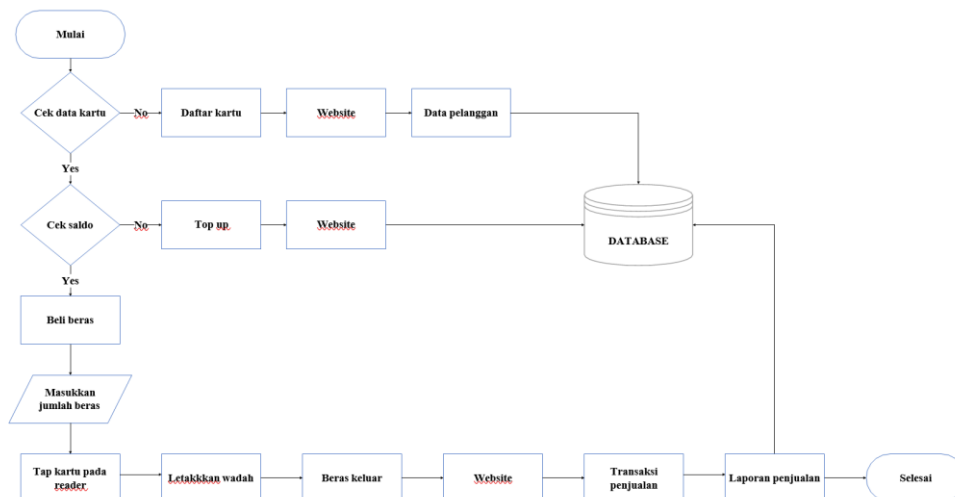 Mulai
Cek data kartu
No
Daftar kartu
Website
Data pelanggan
Yes
Cek saldo
No
Top up
Website
DATABASE
Yes
Beli beras
Masukkan
jumlah beras
Tap kartu pada
reader
Letakkkan wadah
Beras keluar
Website
Transaksi
penjualan
Laporan penjualan
Selesai